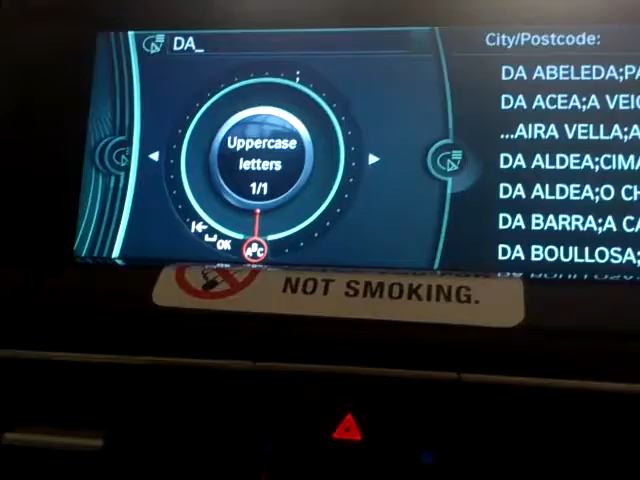 DA_
City/Postcode:
Uppercase
letters
1/1
OK
ABC
DA ABELEDA;PA
DA ACEA;A VEIG
...AIRA VELLA;A
DA ALDEA;CIMA
DA ALDEA;O CH
DA BARRA;A CA
DA BOULLOSA;
NOT SMOKING.